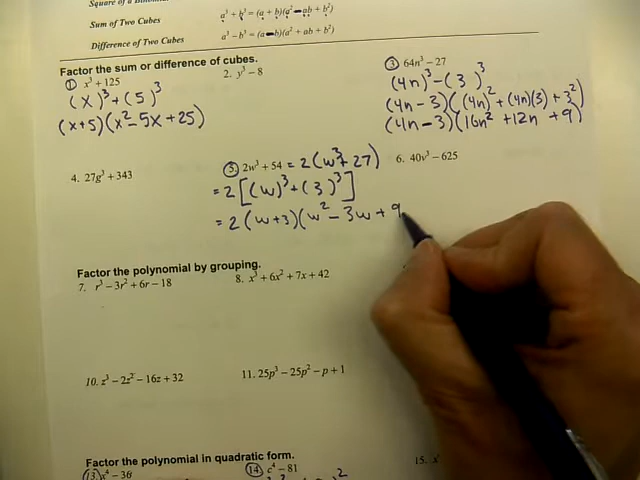 Square of a
Sum of Two Cubes a³ + b³ = (a + b)(a² – ab + b²)
Difference of Two Cubes a³ – b³ = (a – b)(a² + ab + b²)
Factor the sum or difference of cubes.
1 x³ + 125
(x)³ + (5)³
(x+5)(x² – 5x + 25)
2. y³ – 8
3 64n³ – 27
(4n)³ – (3)³
(4n – 3)((4n)² + (4n)(3) + 3²)
(4n – 3)(16n² + 12n + 9)
4. 27g³ + 343
5. 2w³ + 54 = 2(w³ + 27)
= 2[(w)³ + (3)³]
= 2(w+3)(w² – 3w + 9
6. 40v³ – 625
Factor the polynomial by grouping.
7. r³ – 3r² + 6r – 18
8. x³ + 6x² + 7x + 42
10. z³ – 2z² – 16z + 32
11. 25p³ – 25p² – p + 1
Factor the polynomial in quadratic form.
13. x⁴ – 36
14. c⁴ – 81
15.